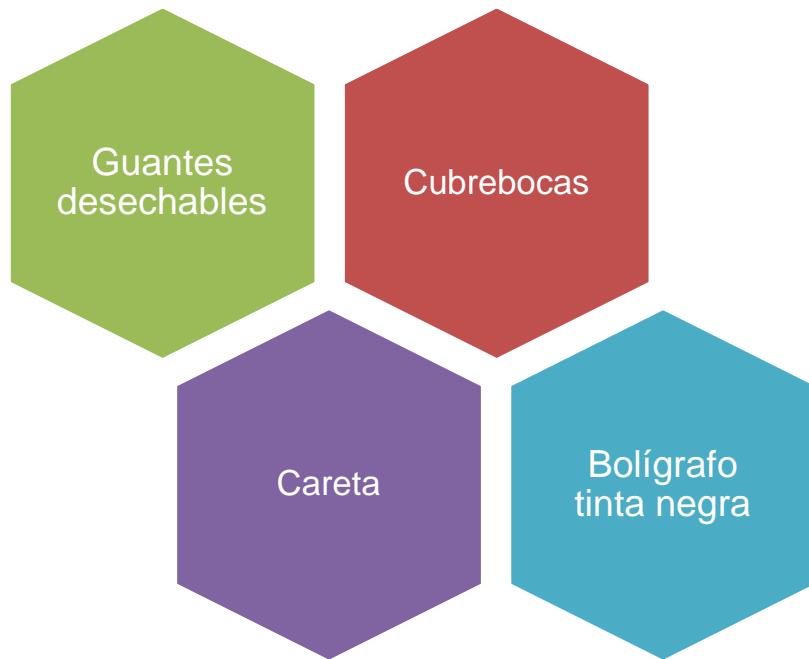 Guantes
desechables
Cubrebocas
Careta
Bolígrafo
tinta negra